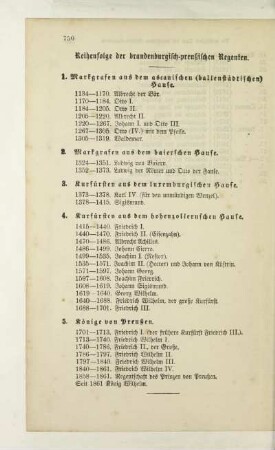 750
Reihenfolge der brandenburgisch-preußischen Regenten.
1. Markgrafen aus dem ascanischen (ballenstädtischen)
Hause.
1134—1170. Albrecht der Bär.
1170—1184. Otto I.
1184—1205. Otto II.
1205—1220. Albrecht II.
1220—1267. Johann I. und Otto III.
1267—1308. Otto (IV.) mit dem Pfeile.
1308—1319. Waldemar.
2. Markgrafen aus dem baierschen Hause.
1324—1351. Ludwig von Baiern.
1352—1373. Ludwig der Römer und Otto der Faule.
3. Kurfürsten aus dem luxemburgischen Hause.
1373—1378. Karl IV. (für den unmündigen Wenzel).
1378—1415. Sigismund.
4. Kurfürsten aus dem hohenzollernschen Hause.
1415—1440. Friedrich I.
1440—1470. Friedrich II. (Eisenzahn).
1470—1486. Albrecht Achilles.
1486—1499. Johann Cicero.
1499—1535. Joachim I. (Nestor).
1535—1571. Joachim II. (Hector) und Johann von Küstrin.
1571—1597. Johann Georg.
1597—1608. Joachim Friedrich.
1608—1619. Johann Sigismund.
1619—1640. Georg Wilhelm.
1640—1688. Friedrich Wilhelm, der große Kurfürst.
1688—1701. Friedrich III.
5. Könige von Preußen.
1701—1713. Friedrich I. (der frühere Kurfürst Friedrich III.).
1713—1740. Friedrich Wilhelm I.
1740—1786. Friedrich II., der Große.
1786—1797. Friedrich Wilhelm II.
1797—1840. Friedrich Wilhelm III.
1840—1861. Friedrich Wilhelm IV.
1858—1861. Regentschaft des Prinzen von Preußen.
Seit 1861 König Wilhelm.